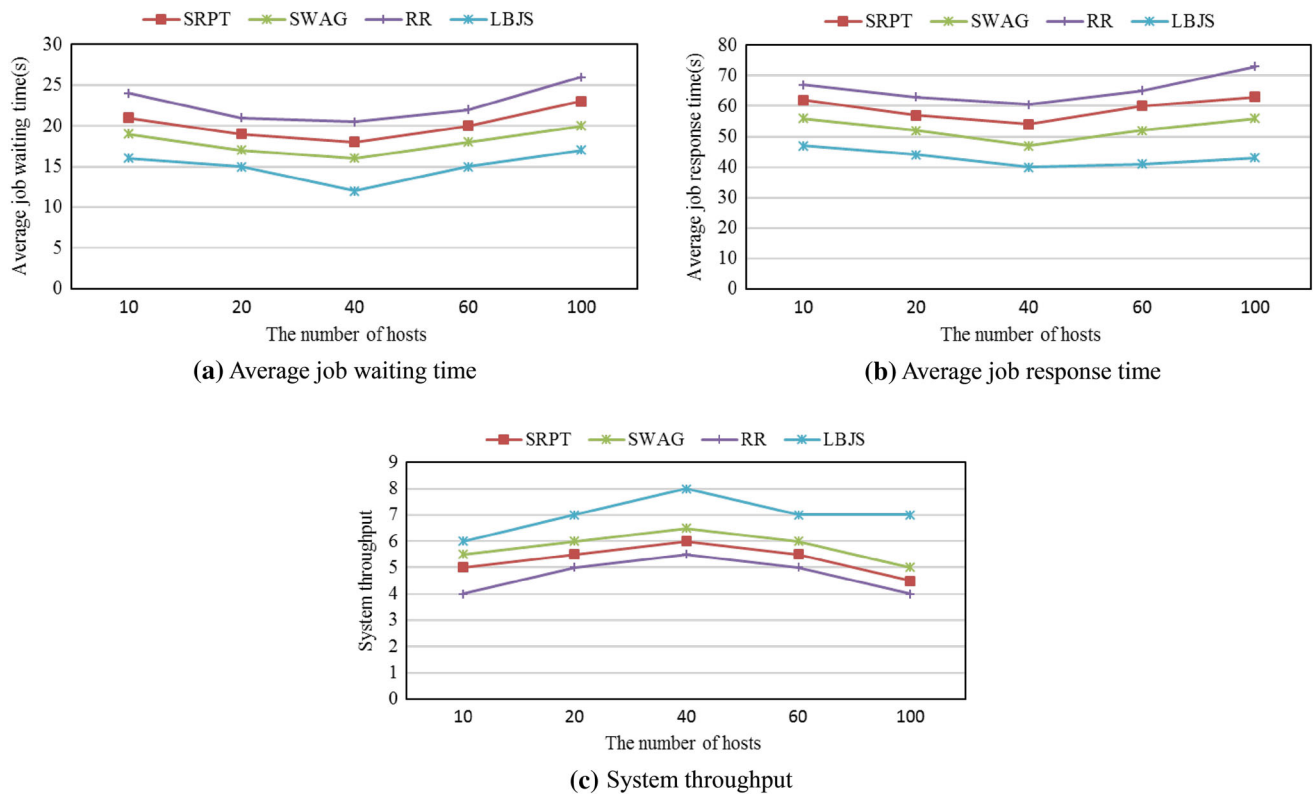 SRPT SWAG RR LBJS
Average job waiting time(s)
30
25
20
15
10
5
0
10 20 40 60 100
The number of hosts
(a) Average job waiting time
SRPT SWAG RR LBJS
Average job response time(s)
80
70
60
50
40
30
20
10
0
10 20 40 60 100
The number of hosts
(b) Average job response time
SRPT SWAG RR LBJS
System throughput
9
8
7
6
5
4
3
2
1
0
10 20 40 60 100
The number of hosts
(c) System throughput